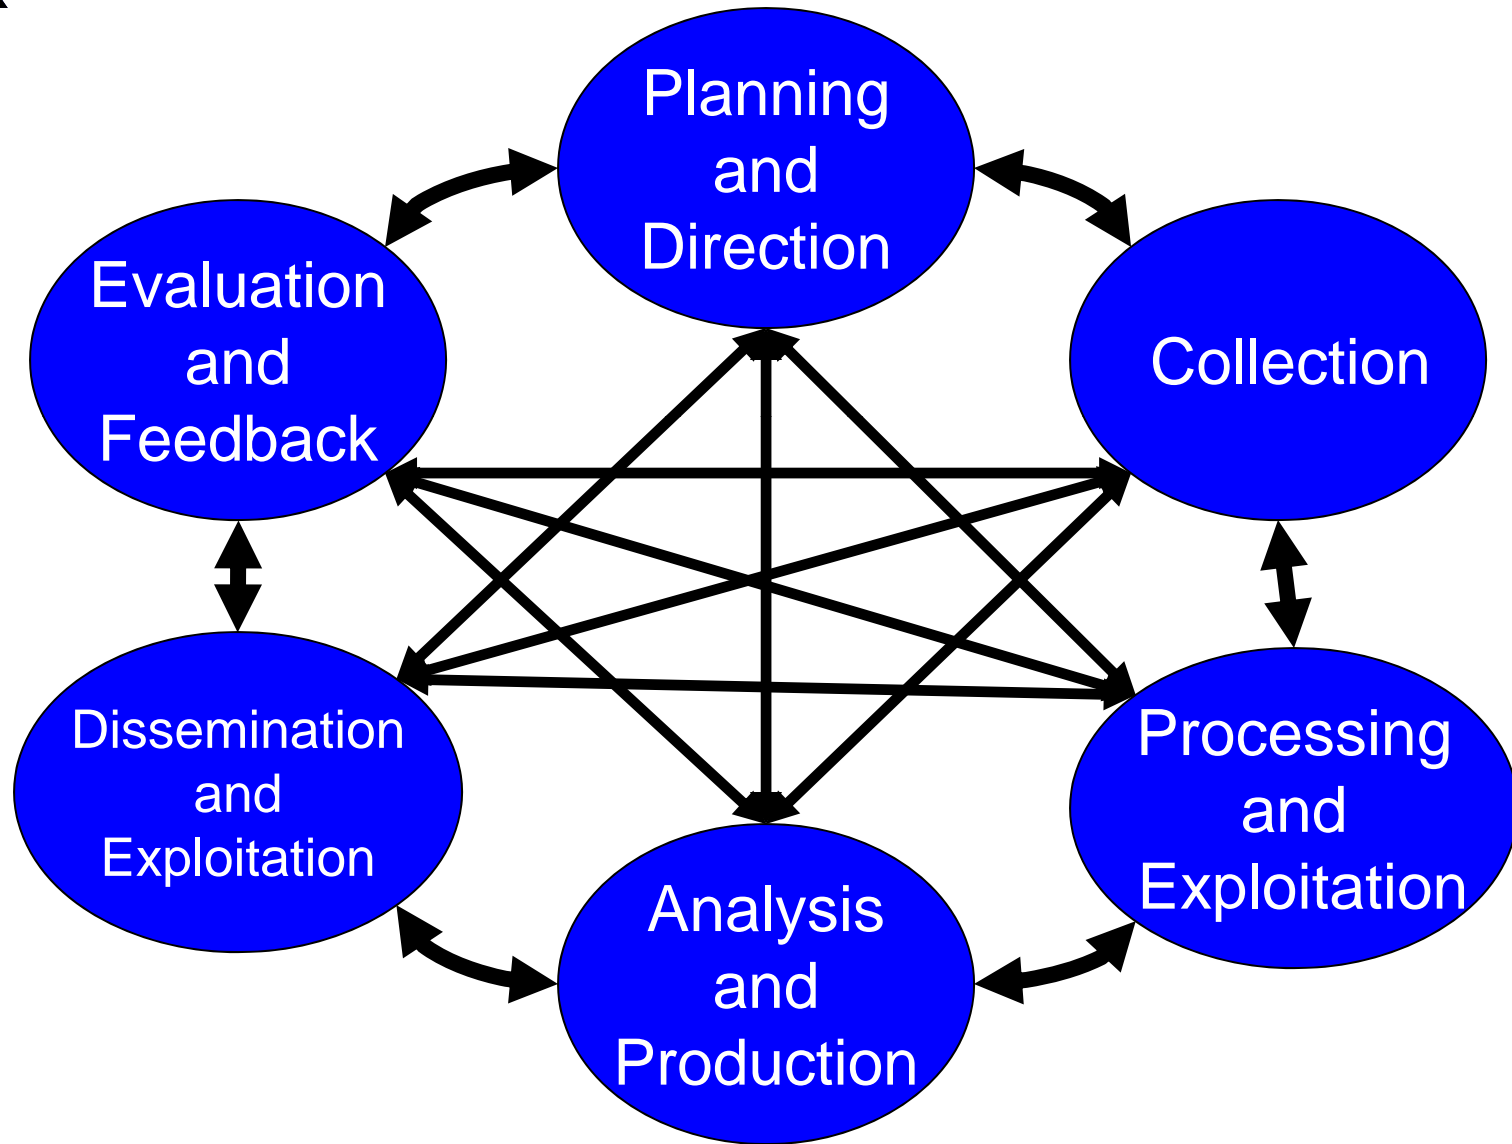 Planning
and
Direction
Collection
Processing
and
Exploitation
Analysis
and
Production
Dissemination
and
Exploitation
Evaluation
and
Feedback